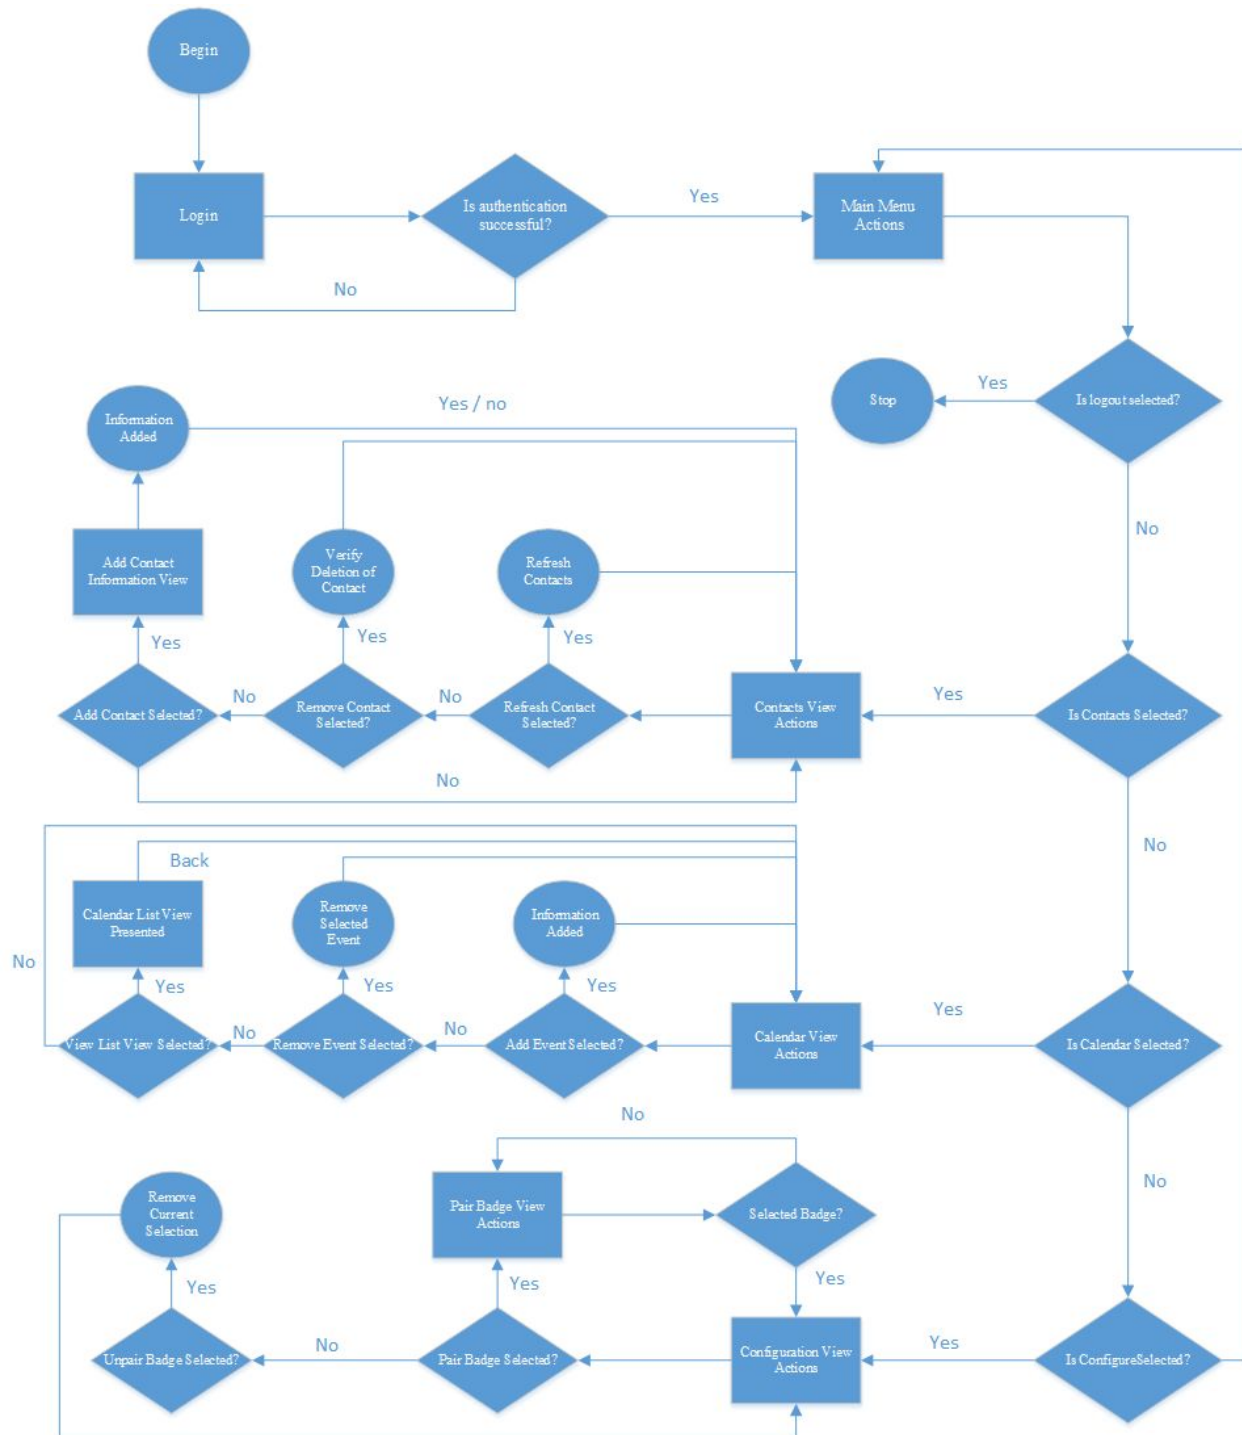 Begin
Login
Is authentication
successful?
Yes
Main Menu
Actions
No
Information
Added
Yes / no
Stop
Yes
Is logout selected?
No
Add Contact
Information View
Verify
Deletion of
Contact
Refresh
Contacts
Yes
Yes
Yes
Add Contact Selected?
No
Remove Contact
Selected?
No
Refresh Contact
Selected?
Contacts View
Actions
Yes
Is Contacts Selected?
No
No
Back
Calendar List View
Presented
Remove
Selected
Event
Information
Added
No
Yes
Yes
Yes
View List View Selected?
No
Remove Event Selected?
No
Add Event Selected?
Calendar View
Actions
Yes
Is Calendar Selected?
No
No
Remove
Current
Selection
Pair Badge View
Actions
Selected Badge?
Yes
Yes
Yes
Unpair Badge Selected?
No
Pair Badge Selected?
Configuration View
Actions
Yes
Is ConfigureSelected?